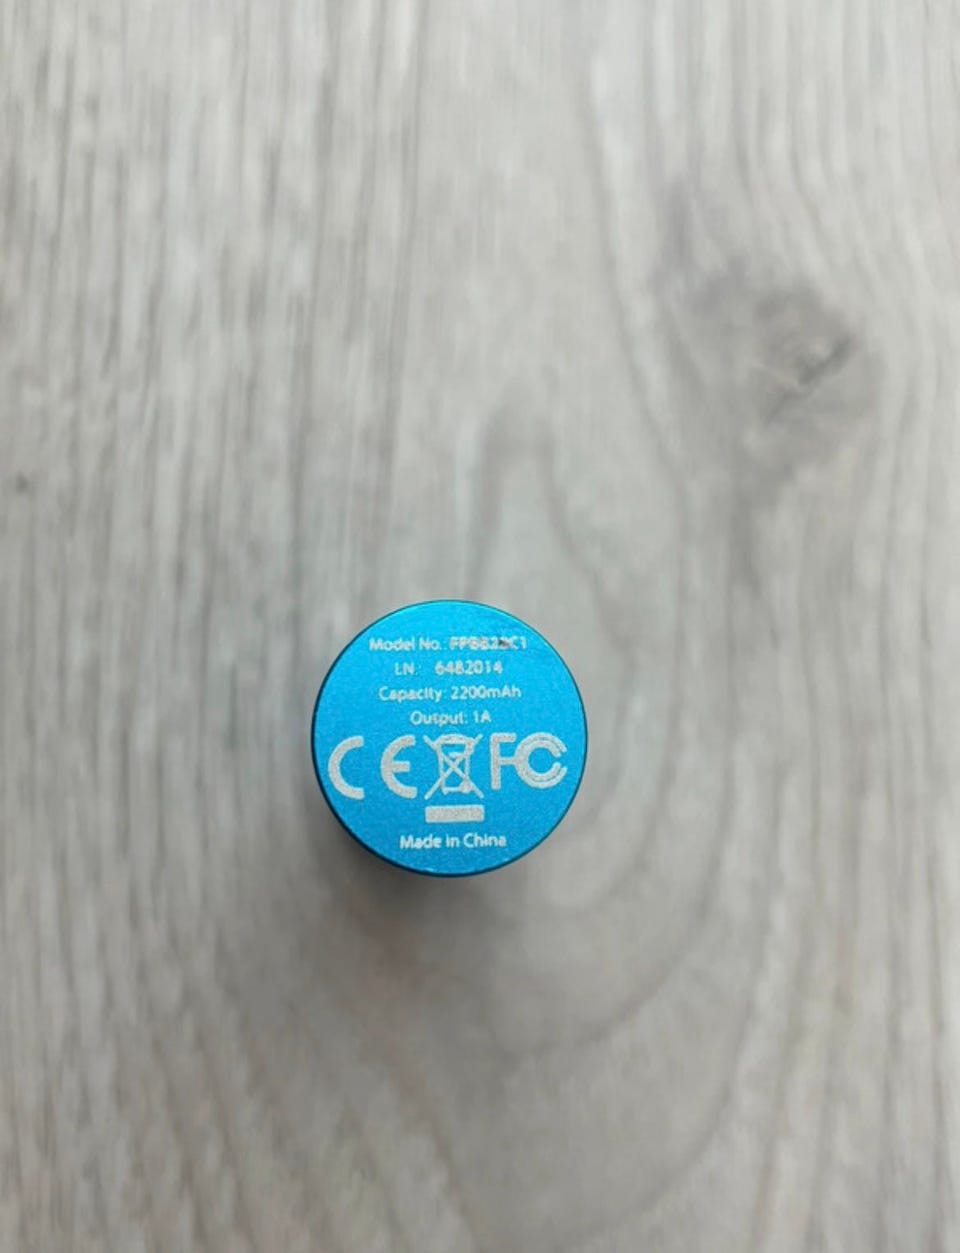 Model No.:
LN: 6482014
Capacity: 2200mAh
Output: 1A
CE FC
Made in China